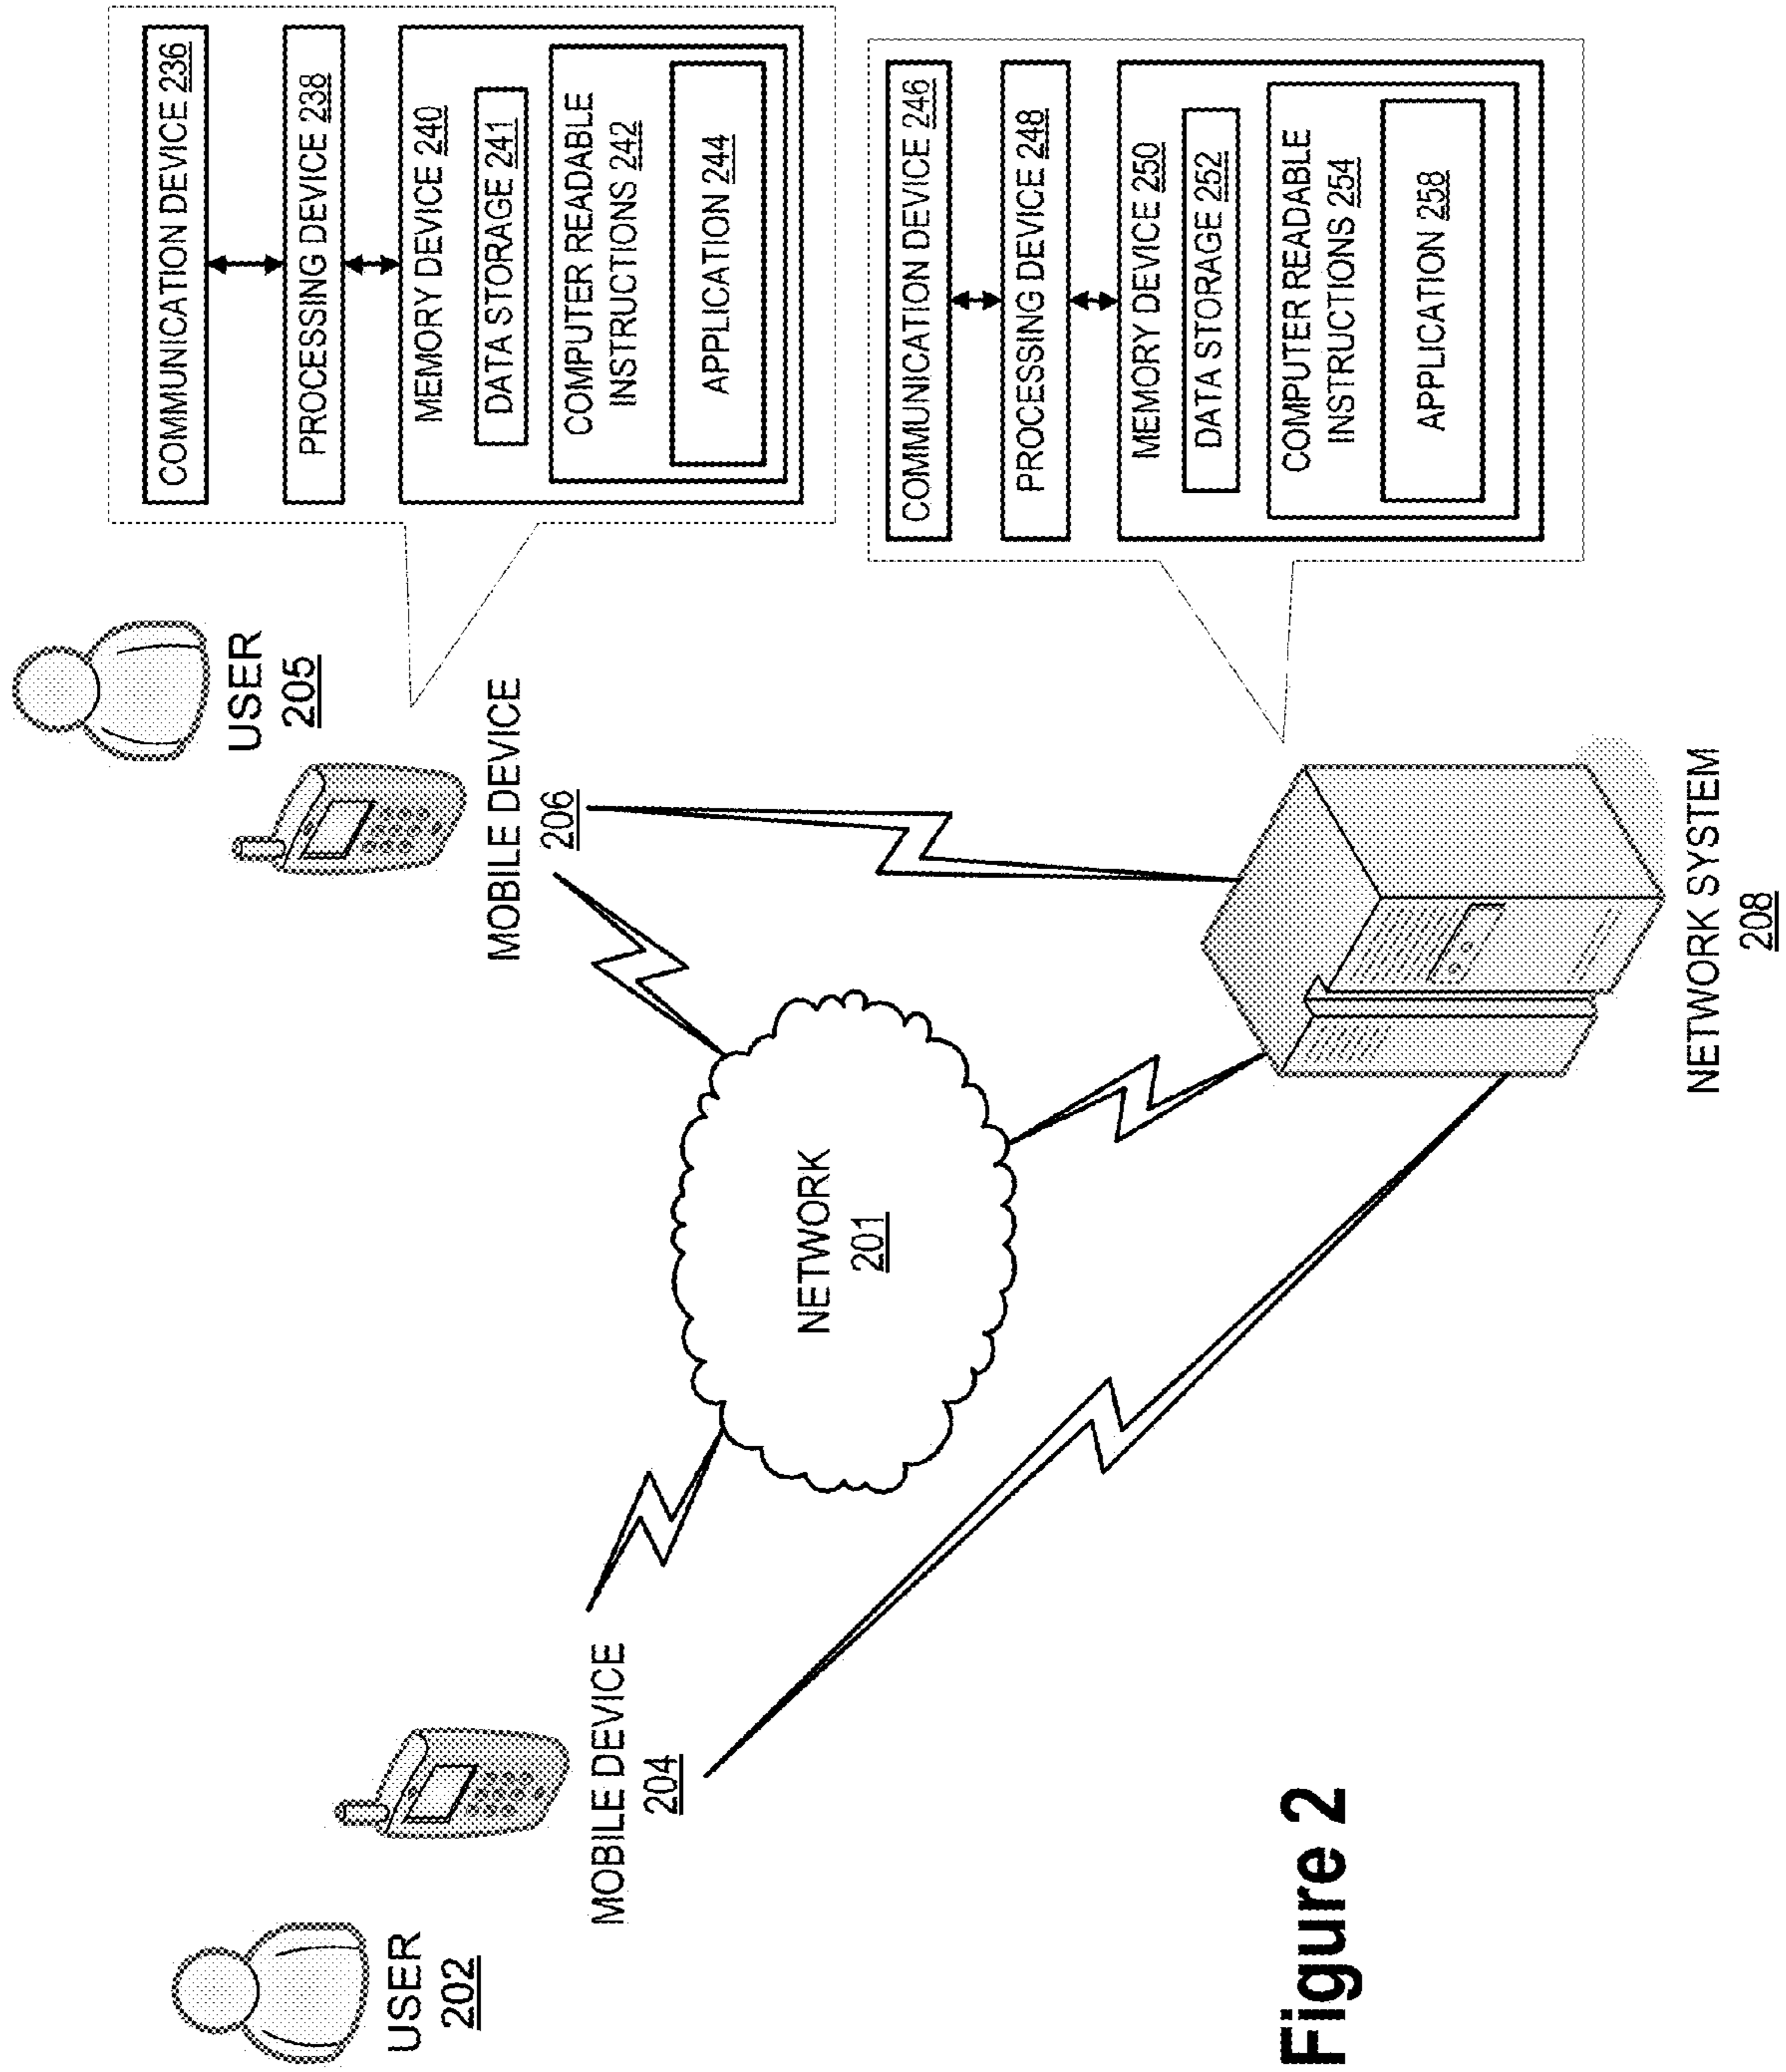 USER
202
MOBILE DEVICE
204
NETWORK
201
USER
205
MOBILE DEVICE
206
NETWORK SYSTEM
208
COMMUNICATION DEVICE 236
PROCESSING DEVICE 238
MEMORY DEVICE 240
DATA STORAGE 241
COMPUTER READABLE
INSTRUCTIONS 242
APPLICATION 244
COMMUNICATION DEVICE 246
PROCESSING DEVICE 248
MEMORY DEVICE 250
DATA STORAGE 252
COMPUTER READABLE
INSTRUCTIONS 254
APPLICATION 258
Figure 2